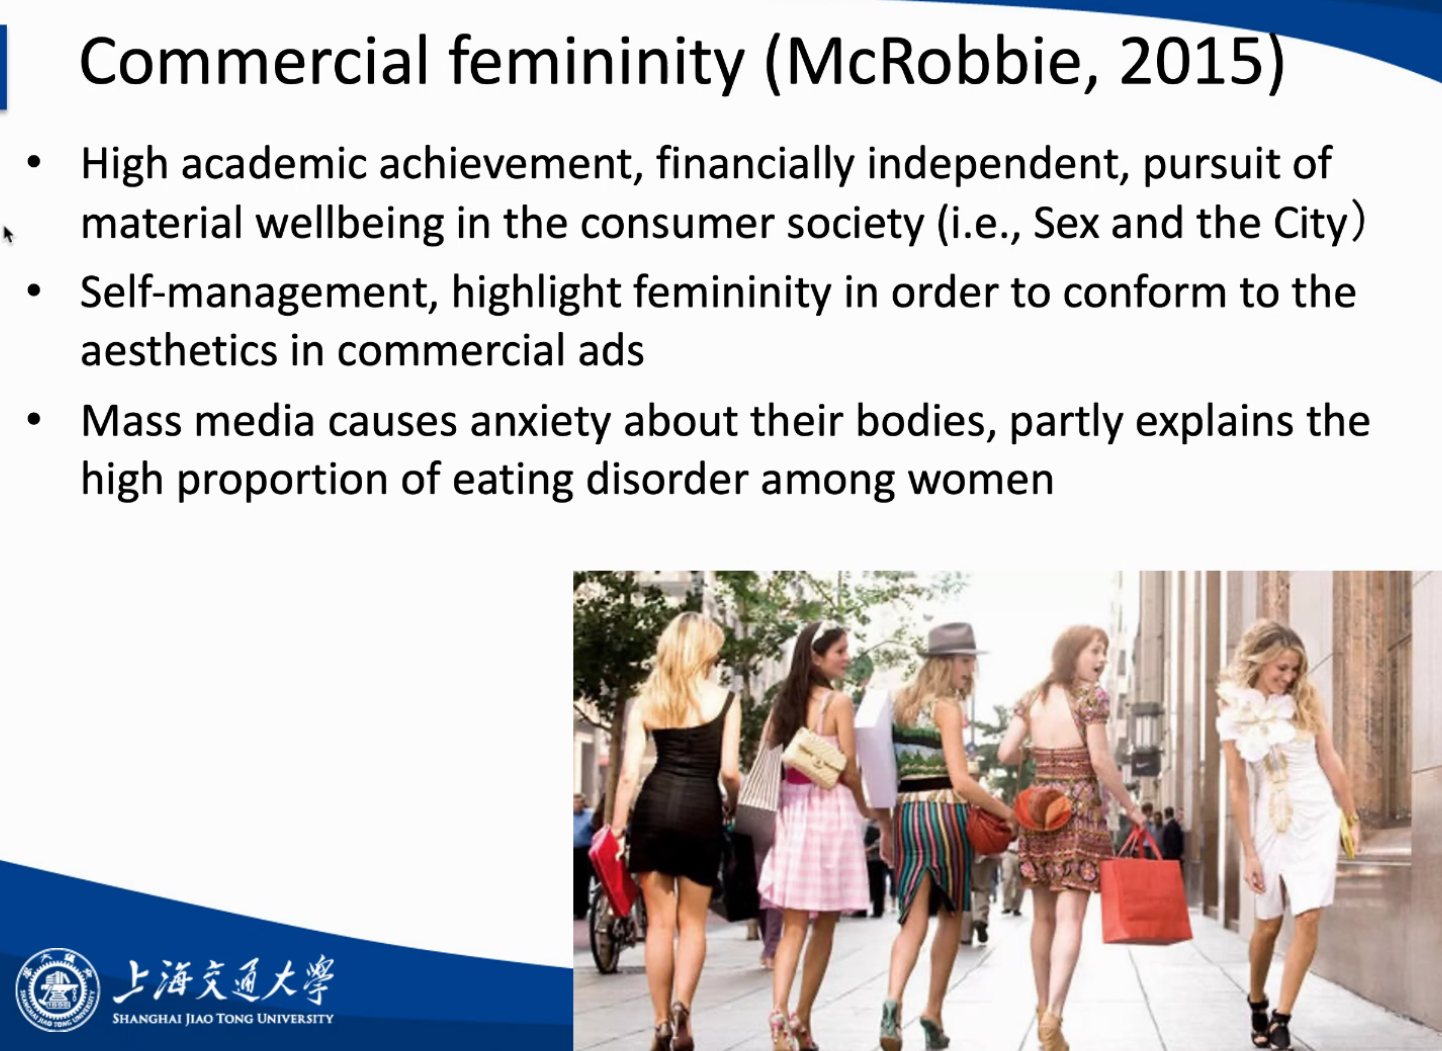 Commercial femininity (McRobbie, 2015)
• High academic achievement, financially independent, pursuit of
material wellbeing in the consumer society (i.e., Sex and the City）
• Self-management, highlight femininity in order to conform to the
aesthetics in commercial ads
• Mass media causes anxiety about their bodies, partly explains the
high proportion of eating disorder among women
上海交通大學
SHANGHAI JIAO TONG UNIVERSITY